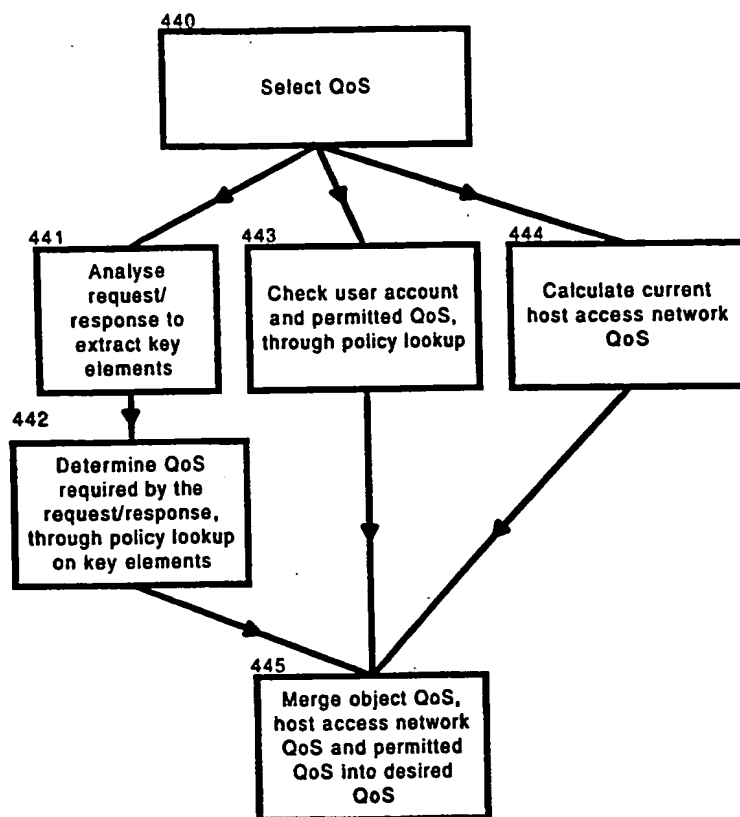 440
Select QoS
441
Analyse
request/
response to
extract key
elements
443
Check user account
and permitted QoS,
through policy lookup
444
Calculate current
host access network
QoS
442
Determine QoS
required by the
request/response,
through policy lookup
on key elements
445
Merge object QoS,
host access network
QoS and permitted
QoS into desired
QoS